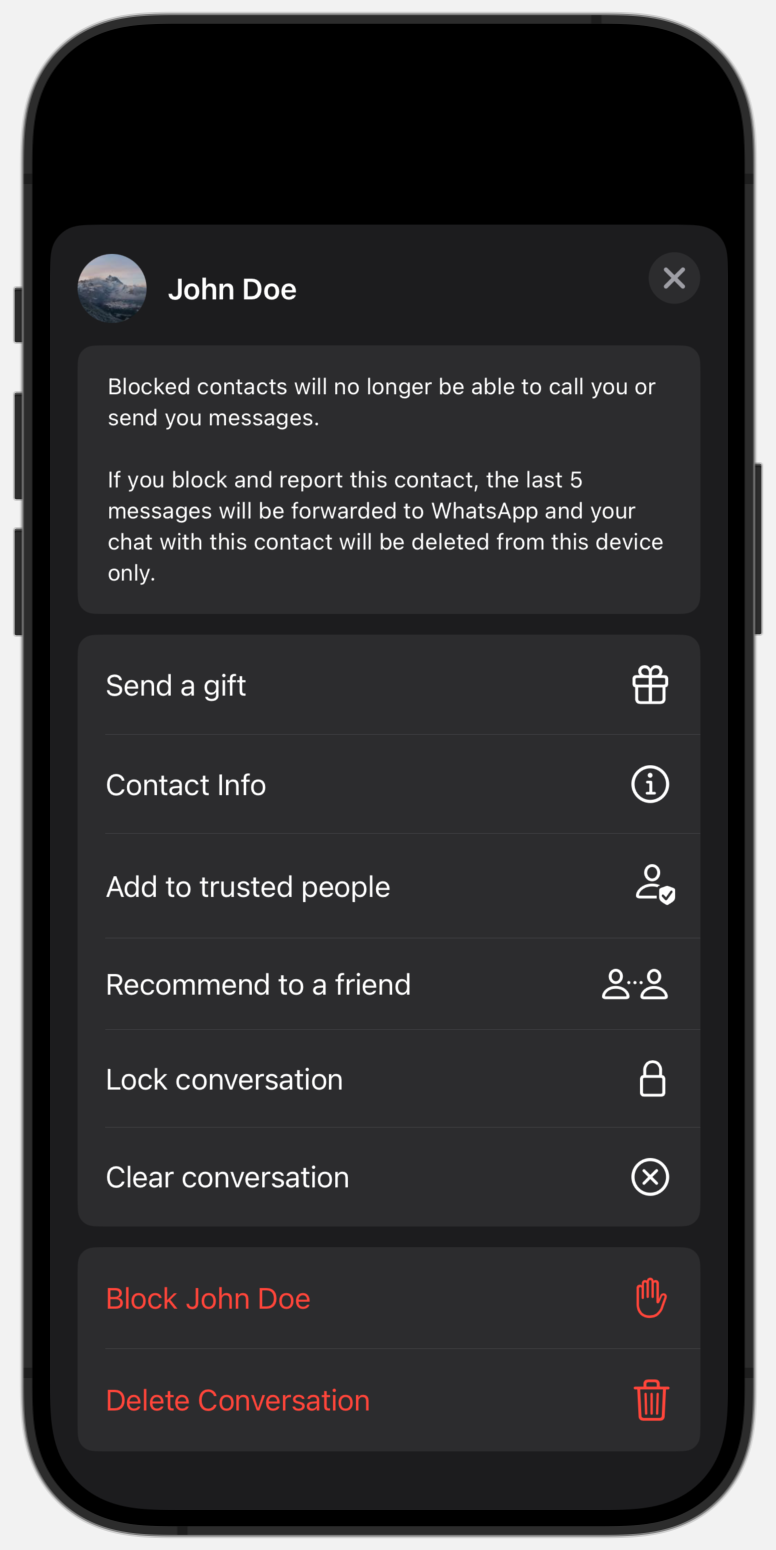 John Doe
Blocked contacts will no longer be able to call you or
send you messages.
If you block and report this contact, the last 5
messages will be forwarded to WhatsApp and your
chat with this contact will be deleted from this device
only.
Send a gift
Contact Info
Add to trusted people
Recommend to a friend
Lock conversation
Clear conversation
Block John Doe
Delete Conversation